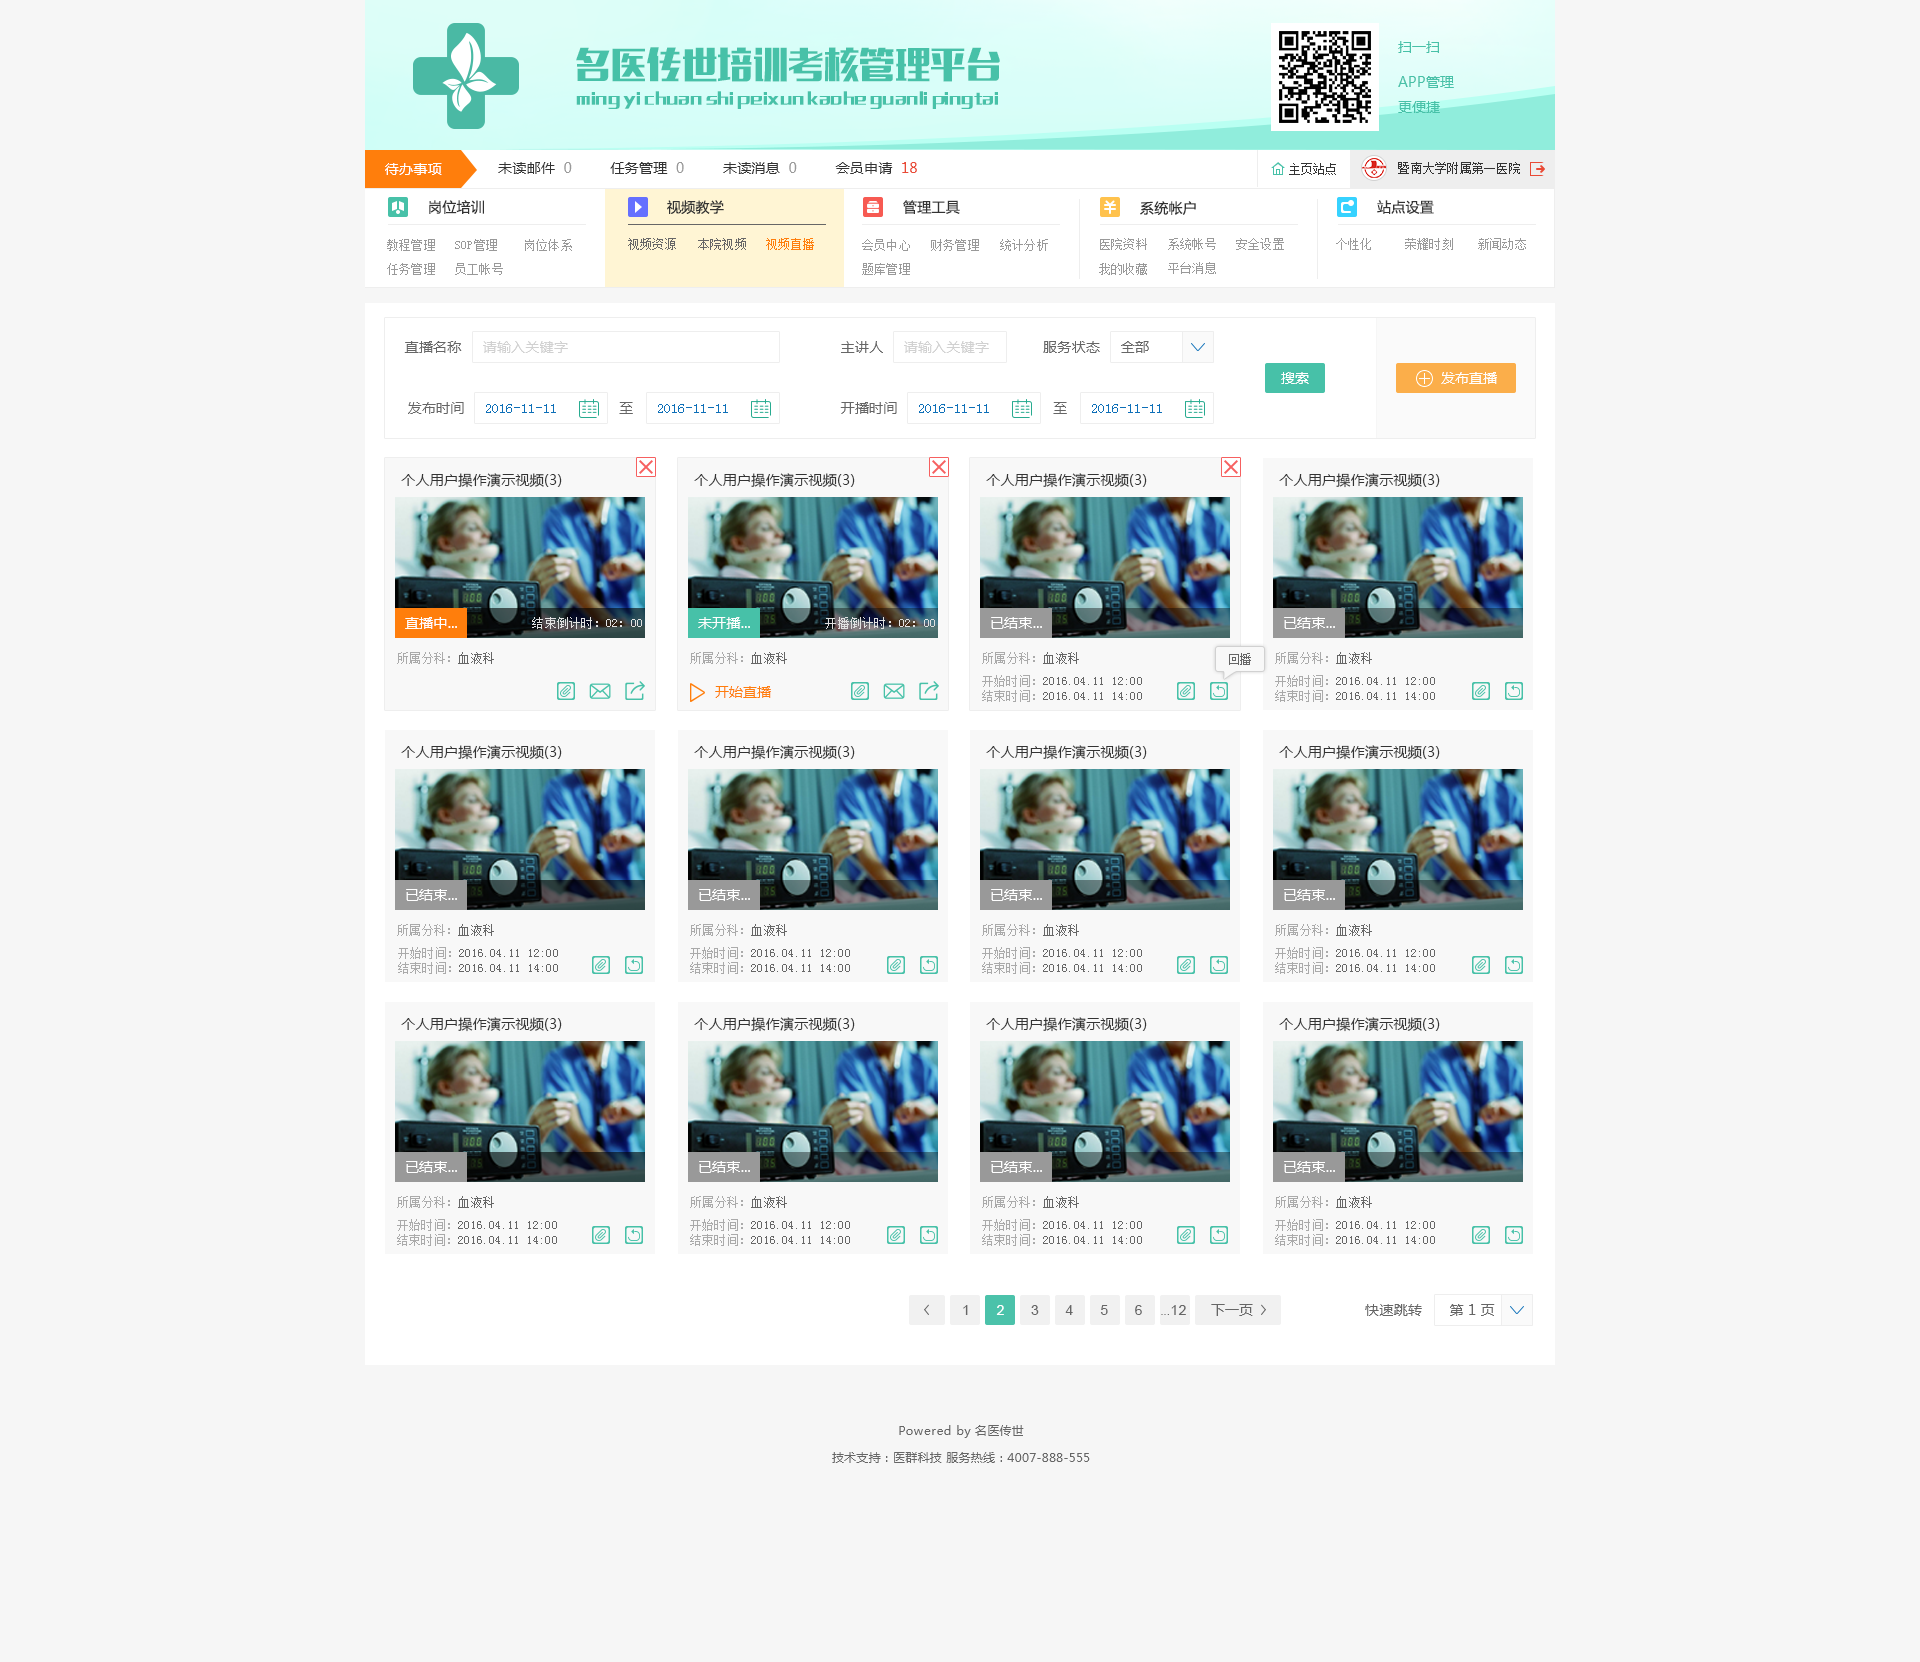 名医传世培训考核管理平台
ming yi chuan shi peixun kaohe guanli pingtai
扫一扫
APP管理
更便捷
待办事项 未读邮件 0 任务管理 0 未读消息 0 会员申请 18 主页站点 暨南大学附属第一医院
岗位培训 视频教学 管理工具 系统帐户 站点设置
教程管理 SOP管理 岗位体系 视频资源 本院视频 视频直播 会员中心 财务管理 统计分析 医院资料 系统帐号 安全设置 个性化 荣耀时刻 新闻动态
任务管理 员工帐号 题库管理 我的收藏 平台消息
直播名称 请输入关键字 主讲人 请输入关键字 服务状态 全部
搜索 发布直播
发布时间 2016-11-11 至 2016-11-11 开播时间 2016-11-11 至 2016-11-11
个人用户操作演示视频(3) 个人用户操作演示视频(3) 个人用户操作演示视频(3) 个人用户操作演示视频(3)
直播中... 结束倒计时：02：00 未开播... 开播倒计时：02：00 已结束... 已结束...
所属分科：血液科 所属分科：血液科 所属分科：血液科 回播 所属分科：血液科
开始时间：2016.04.11 12:00 开始时间：2016.04.11 12:00
开始直播
结束时间：2016.04.11 14:00 结束时间：2016.04.11 14:00
个人用户操作演示视频(3) 个人用户操作演示视频(3) 个人用户操作演示视频(3) 个人用户操作演示视频(3)
已结束... 已结束... 已结束... 已结束...
所属分科：血液科 所属分科：血液科 所属分科：血液科 所属分科：血液科
开始时间：2016.04.11 12:00 开始时间：2016.04.11 12:00 开始时间：2016.04.11 12:00 开始时间：2016.04.11 12:00
结束时间：2016.04.11 14:00 结束时间：2016.04.11 14:00 结束时间：2016.04.11 14:00 结束时间：2016.04.11 14:00
个人用户操作演示视频(3) 个人用户操作演示视频(3) 个人用户操作演示视频(3) 个人用户操作演示视频(3)
已结束... 已结束... 已结束... 已结束...
所属分科：血液科 所属分科：血液科 所属分科：血液科 所属分科：血液科
开始时间：2016.04.11 12:00 开始时间：2016.04.11 12:00 开始时间：2016.04.11 12:00 开始时间：2016.04.11 12:00
结束时间：2016.04.11 14:00 结束时间：2016.04.11 14:00 结束时间：2016.04.11 14:00 结束时间：2016.04.11 14:00
1 2 3 4 5 6 ...12 下一页 快速跳转 第 1 页
Powered by 名医传世
技术支持：医群科技 服务热线：4007-888-555